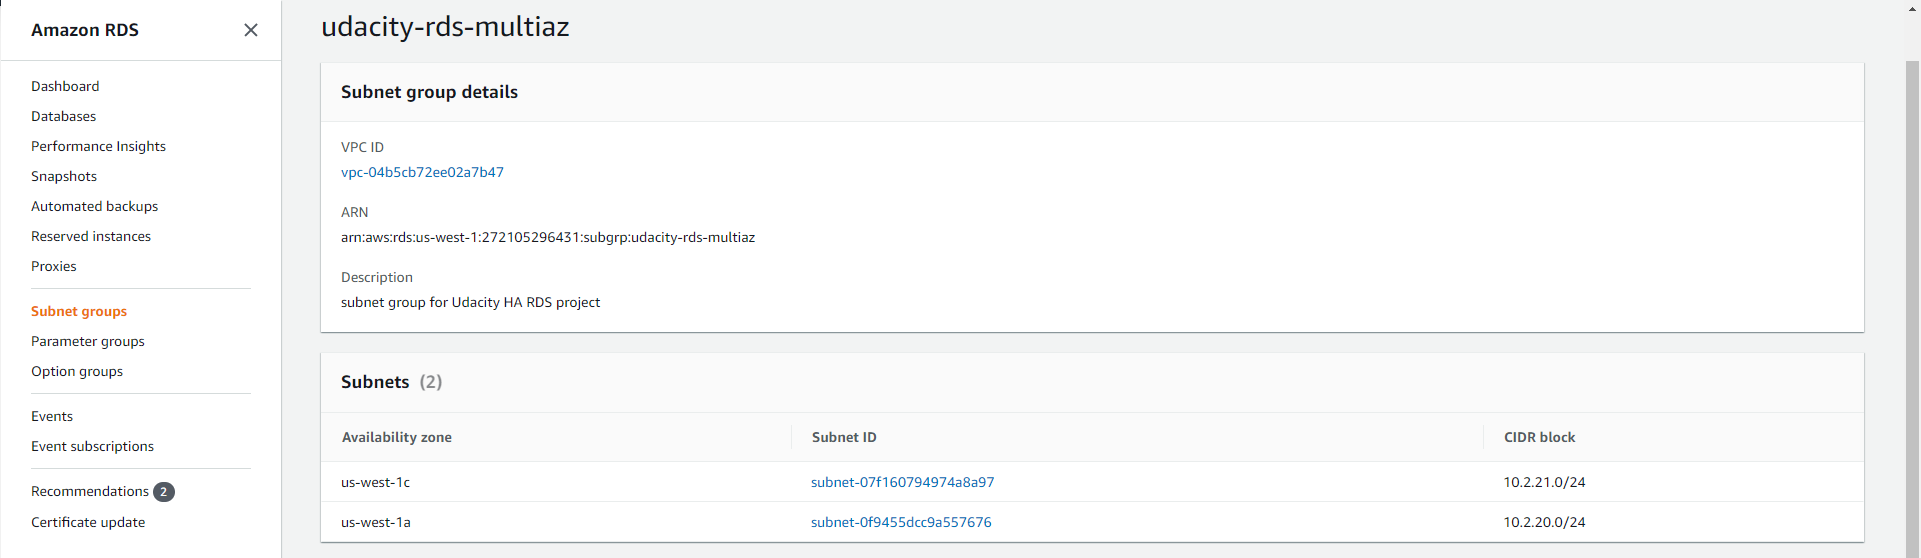 Amazon RDS
Dashboard
Databases
Performance Insights
Snapshots
Automated backups
Reserved instances
Proxies
Subnet groups
Parameter groups
Option groups
Events
Event subscriptions
Recommendations 2
Certificate update
udacity-rds-multiaz
Subnet group details
VPC ID
vpc-04b5cb72ee02a7b47
ARN
arn:aws:rds:us-west-1:272105296431:subgrp:udacity-rds-multiaz
Description
subnet group for Udacity HA RDS project
Subnets (2)
Availability zone Subnet ID CIDR block
us-west-1c subnet-07f160794974a8a97 10.2.21.0/24
us-west-1a subnet-0f9455dcc9a557676 10.2.20.0/24